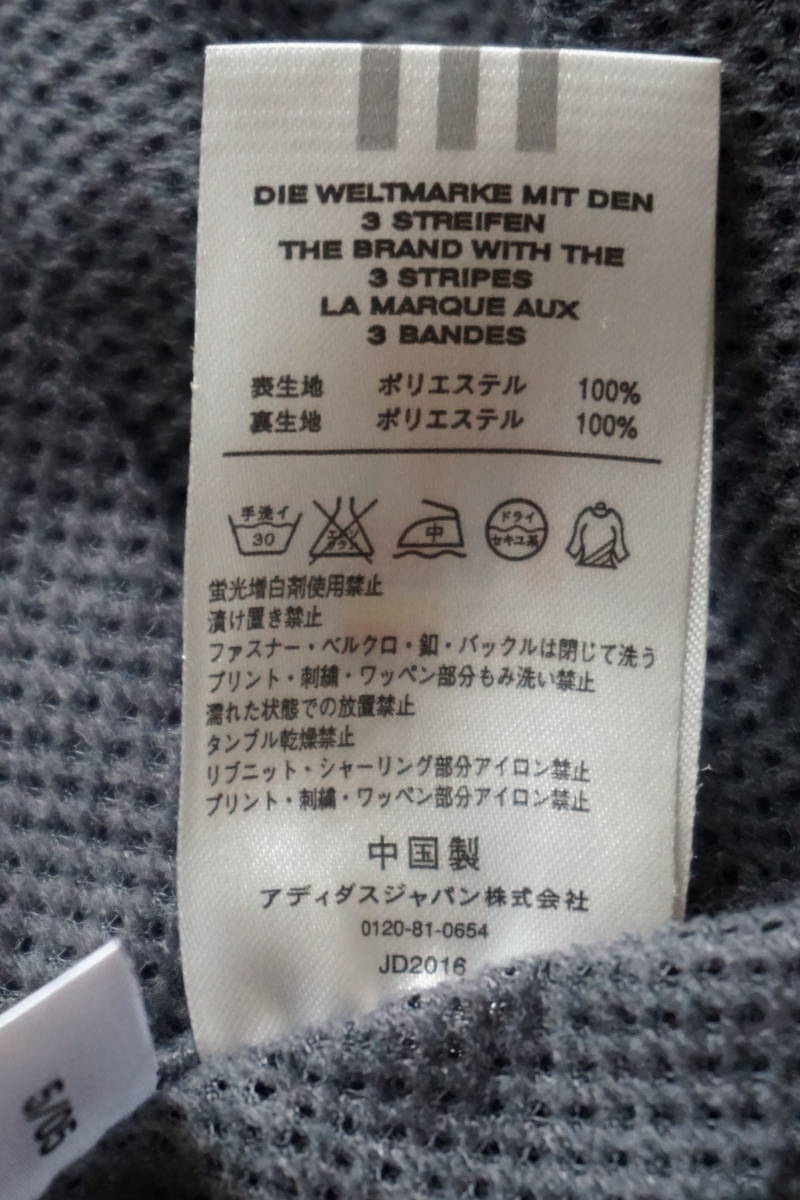 DIE WELTMARKE MIT DEN
3 STREIFEN
THE BRAND WITH THE
3 STRIPES
LA MARQUE AUX
3 BANDES
表生地 ポリエステル 100%
裏生地 ポリエステル 100%
手洗イ
30
エンソ
サラシ
中
ドライ
セキユ系
蛍光増白剤使用禁止
漬け置き禁止
ファスナー・ベルクロ・釦・バックルは閉じて洗う
プリント・刺繍・ワッペン部分もみ洗い禁止
濡れた状態での放置禁止
タンブル乾燥禁止
リブニット・シャーリング部分アイロン禁止
プリント・刺繍・ワッペン部分アイロン禁止
中国製
アディダスジャパン株式会社
0120-81-0654
JD2016
5/05